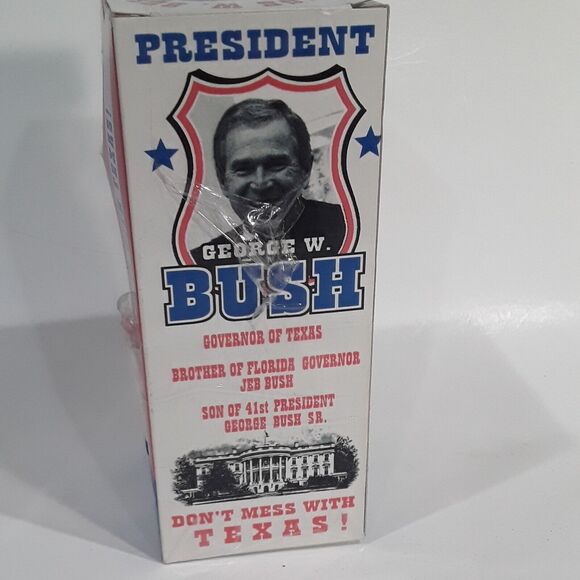 PRESIDENT
GEORGE W.
BUSH
GOVERNOR OF TEXAS
BROTHER OF FLORIDA GOVERNOR
JEB BUSH
SON OF 41st PRESIDENT
GEORGE BUSH SR.
DON'T MESS WITH
TEXAS!